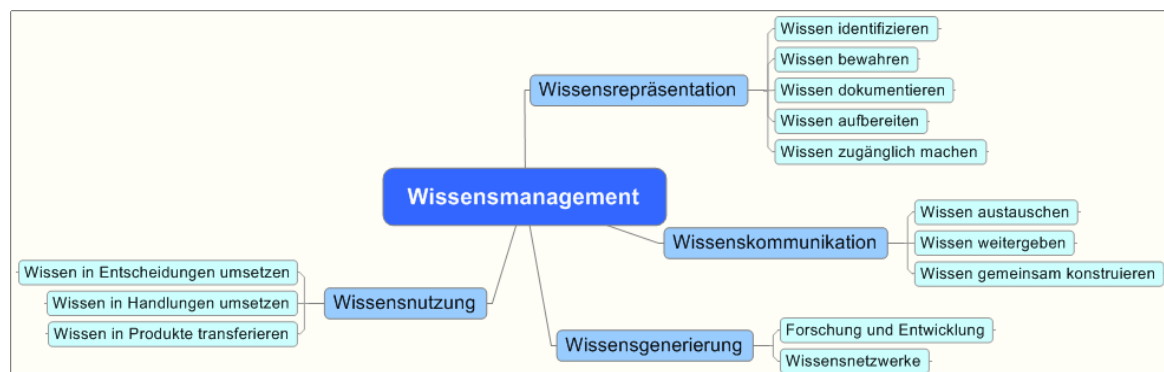 Wissen identifizieren
Wissen bewahren
Wissensrepräsentation
Wissen dokumentieren
Wissen aufbereiten
Wissen zugänglich machen
Wissensmanagement
Wissen austauschen
Wissenskommunikation
Wissen weitergeben
Wissen gemeinsam konstruieren
Wissen in Entscheidungen umsetzen
Wissen in Handlungen umsetzen
Wissensnutzung
Wissen in Produkte transferieren
Forschung und Entwicklung
Wissensgenerierung
Wissensnetzwerke